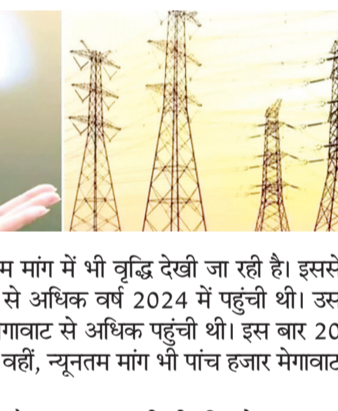 म मांग में भी वृद्धि देखी जा रही है। इससे
से अधिक वर्ष 2024 में पहुंची थी। उस
गावाट से अधिक पहुंची थी। इस बार 20
वहीं, न्यूनतम मांग भी पांच हजार मेगावाट